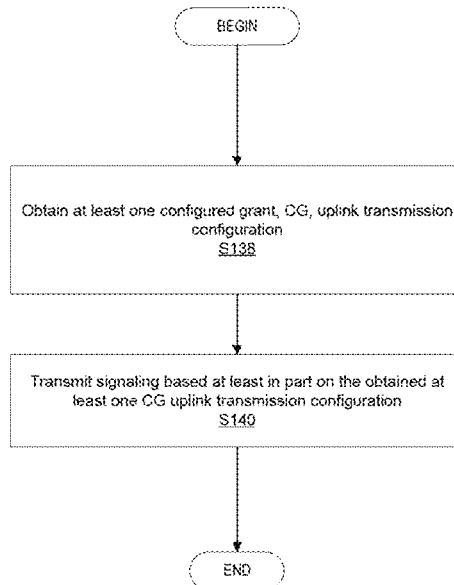 BEGIN
Obtain at least one configured grant, CG, uplink transmission
configuration
S138
Transmit signaling based at least in part on the obtained at
least one CG uplink transmission configuration
S140
END